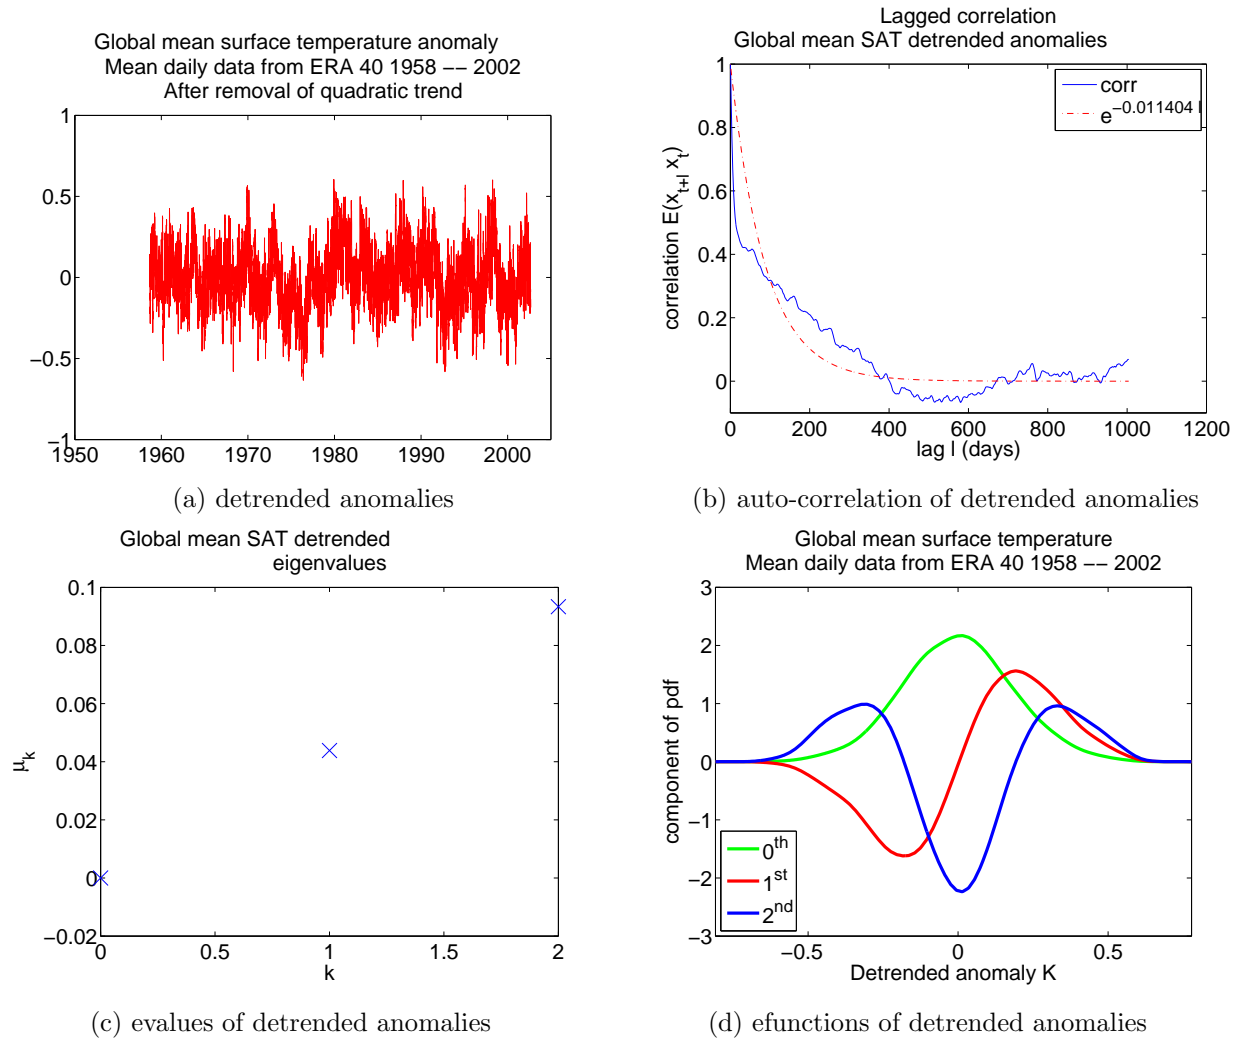 Global mean surface temperature anomaly
Mean daily data from ERA 40 1958 −− 2002
After removal of quadratic trend
1
0.5
0
−0.5
−1
1950 1960 1970 1980 1990 2000
(a) detrended anomalies
Lagged correlation
Global mean SAT detrended anomalies
corr
e^{−0.011404 l}
correlation E(x_{t+l} x_t)
1
0.8
0.6
0.4
0.2
0
0 200 400 600 800 1000 1200
lag l (days)
(b) auto-correlation of detrended anomalies
Global mean SAT detrended
eigenvalues
μ_k
0.1
0.08
0.06
0.04
0.02
0
−0.02
0 0.5 1 1.5 2
k
(c) evalues of detrended anomalies
Global mean surface temperature
Mean daily data from ERA 40 1958 −− 2002
component of pdf
3
2
1
0
−1
−2
−3
0^{th}
1^{st}
2^{nd}
−0.5 0 0.5
Detrended anomaly K
(d) efunctions of detrended anomalies